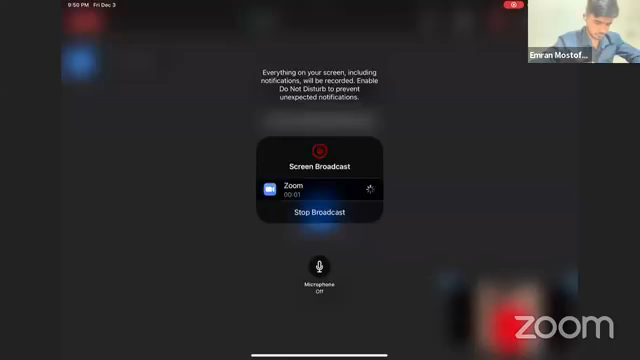 9:50 PM Fri Dec 3
Emran Mostof...
Everything on your screen, including
notifications, will be recorded. Enable
Do Not Disturb to prevent
unexpected notifications.
Screen Broadcast
Zoom
00:01
Stop Broadcast
Microphone
Off
zoom